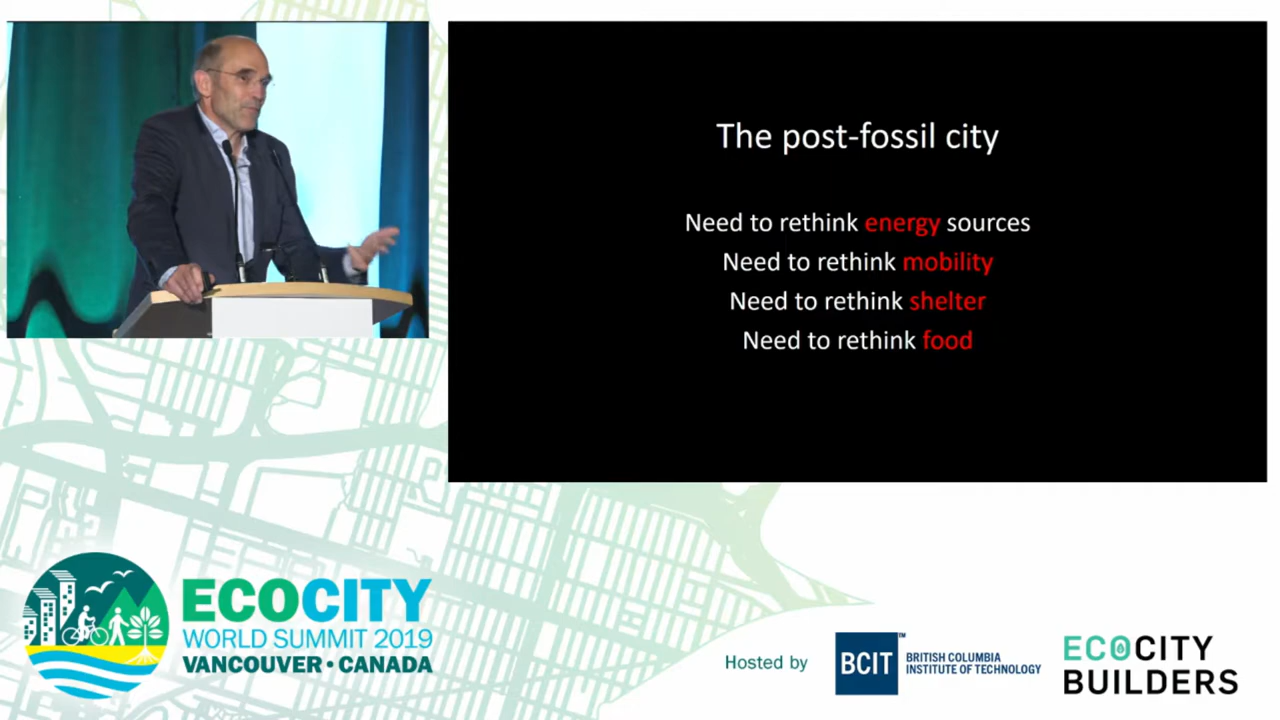 The post-fossil city
Need to rethink energy sources
Need to rethink mobility
Need to rethink shelter
Need to rethink food
ECOCITY
WORLD SUMMIT 2019
VANCOUVER • CANADA
Hosted by
BCIT™
BRITISH COLUMBIA
INSTITUTE OF TECHNOLOGY
ECOCITY
BUILDERS